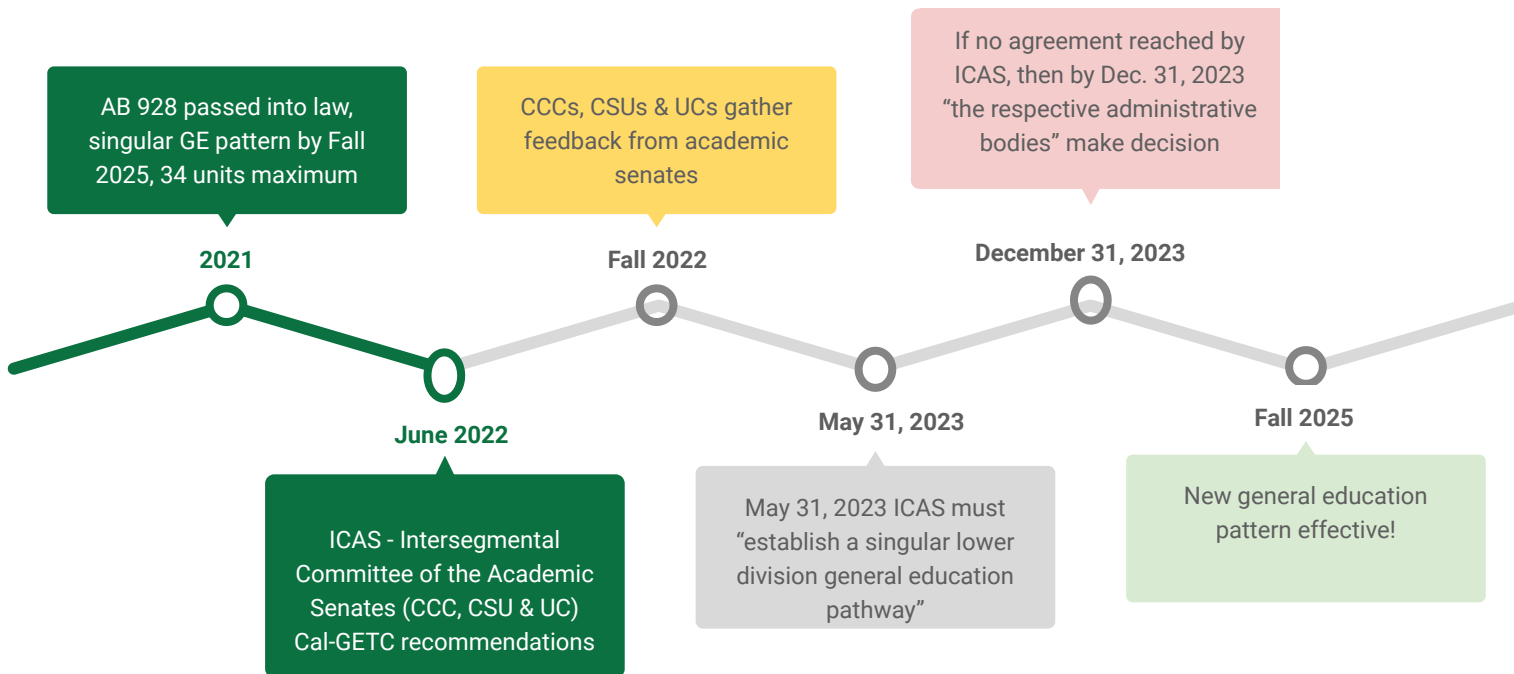 AB 928 passed into law,
singular GE pattern by Fall
2025, 34 units maximum
2021
June 2022
ICAS - Intersegmental
Committee of the Academic
Senates (CCC, CSU & UC)
Cal-GETC recommendations
CCCs, CSUs & UCs gather
feedback from academic
senates
Fall 2022
May 31, 2023
May 31, 2023 ICAS must
“establish a singular lower
division general education
pathway”
If no agreement reached by
ICAS, then by Dec. 31, 2023
“the respective administrative
bodies” make decision
December 31, 2023
Fall 2025
New general education
pattern effective!